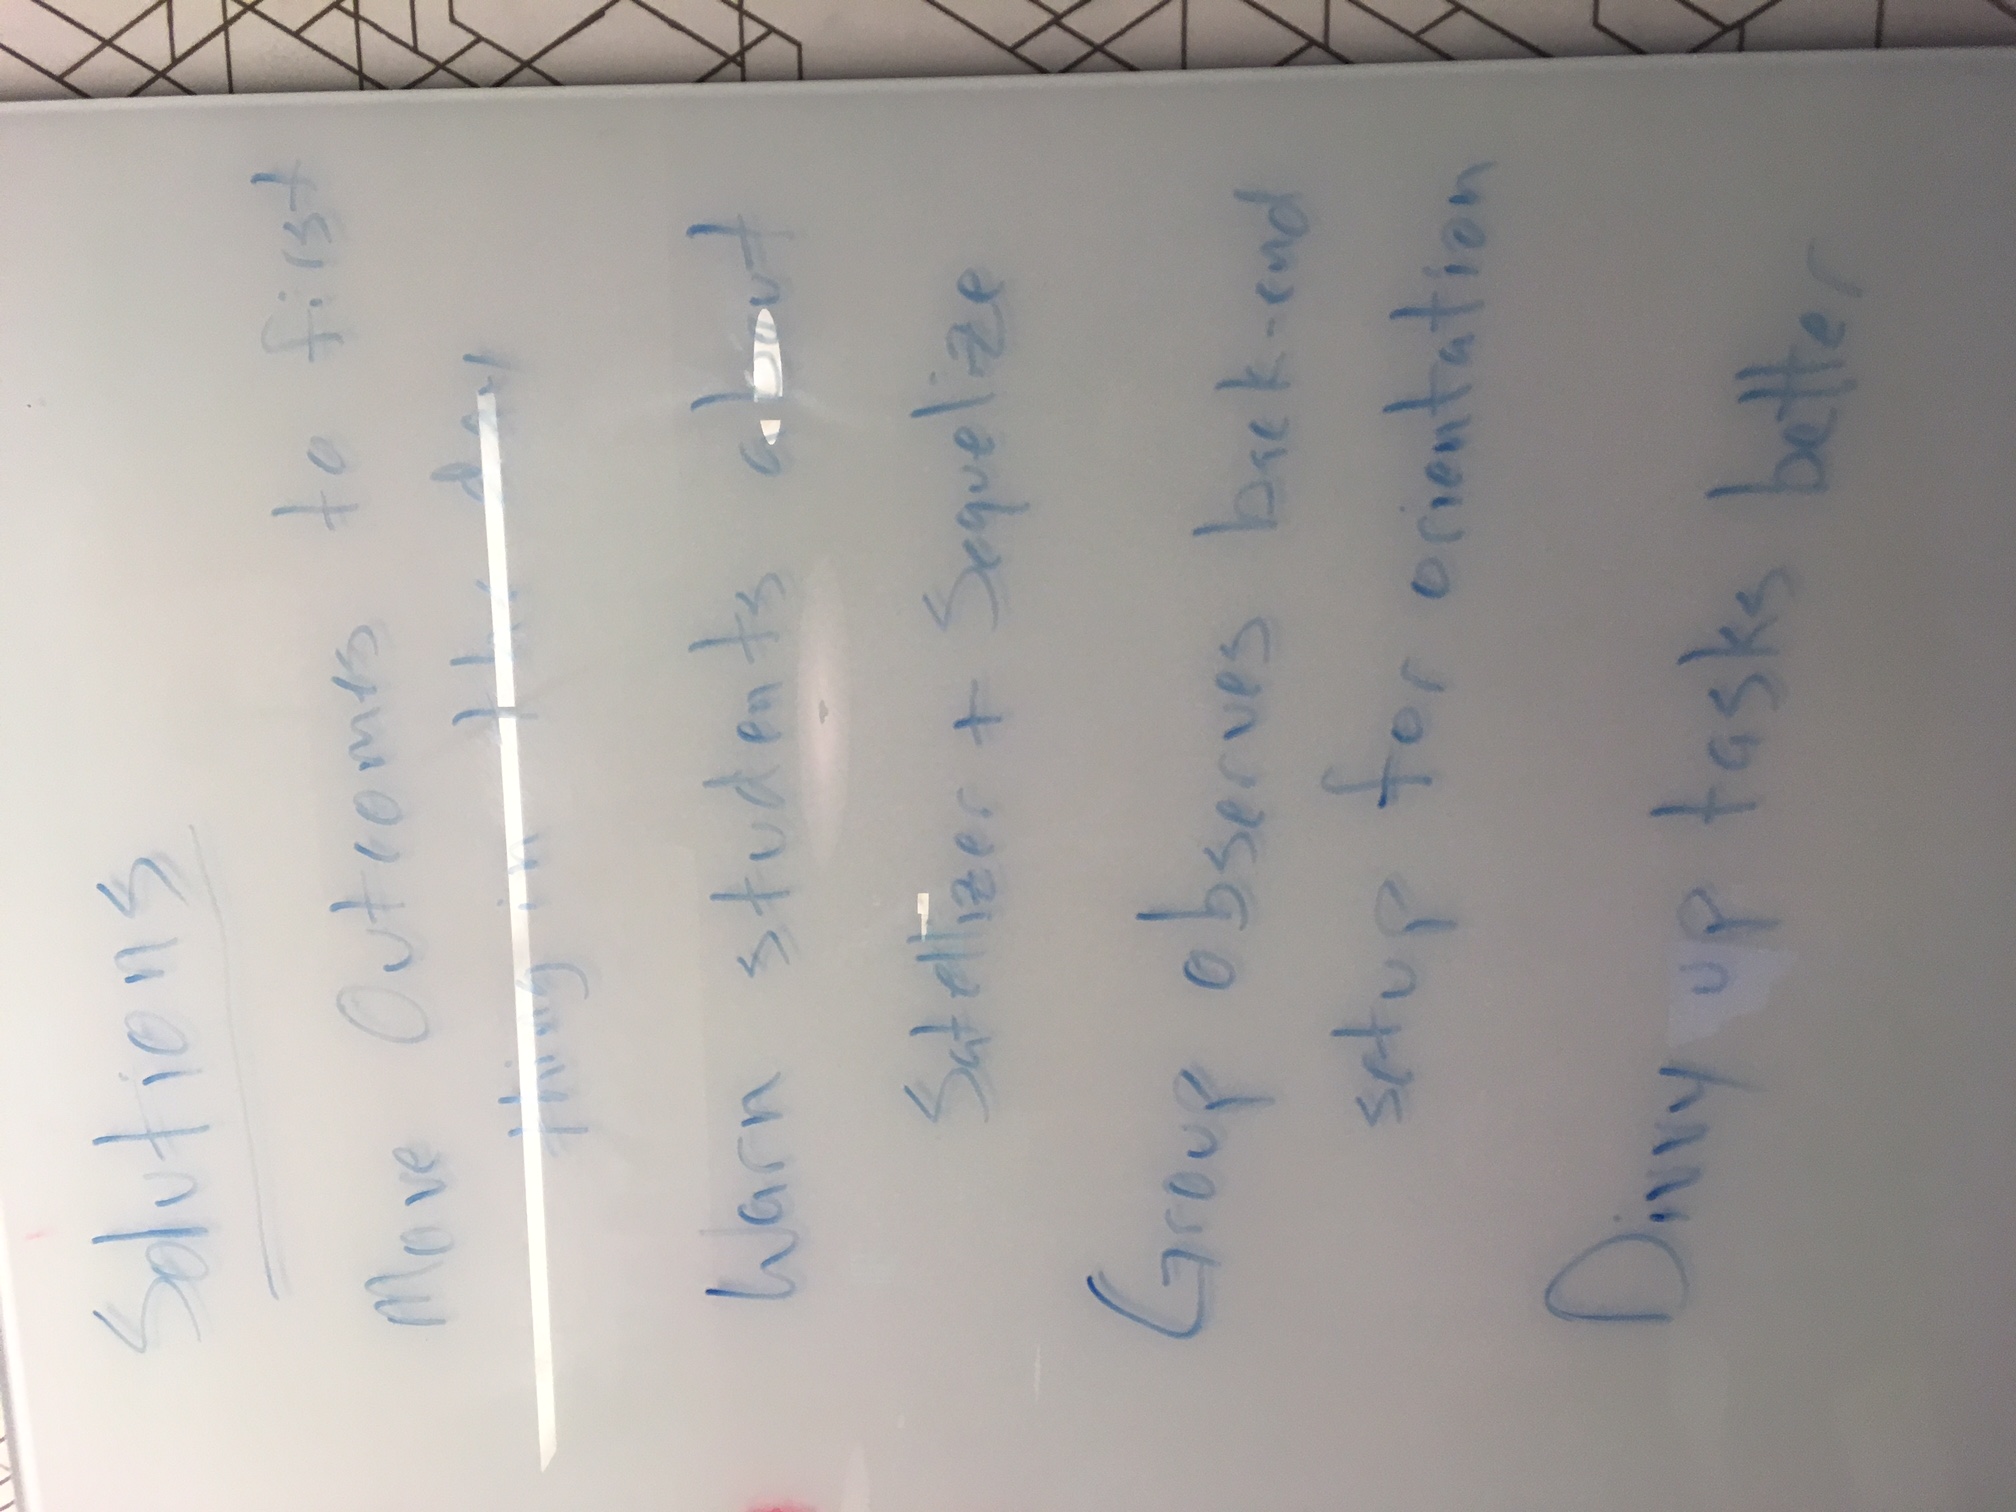 Solutions
Move Outcomes to first
thing in the day
Warn students about
Satellizer + Sequelize
Group observes back-end
setup for orientation
Divvy up tasks better